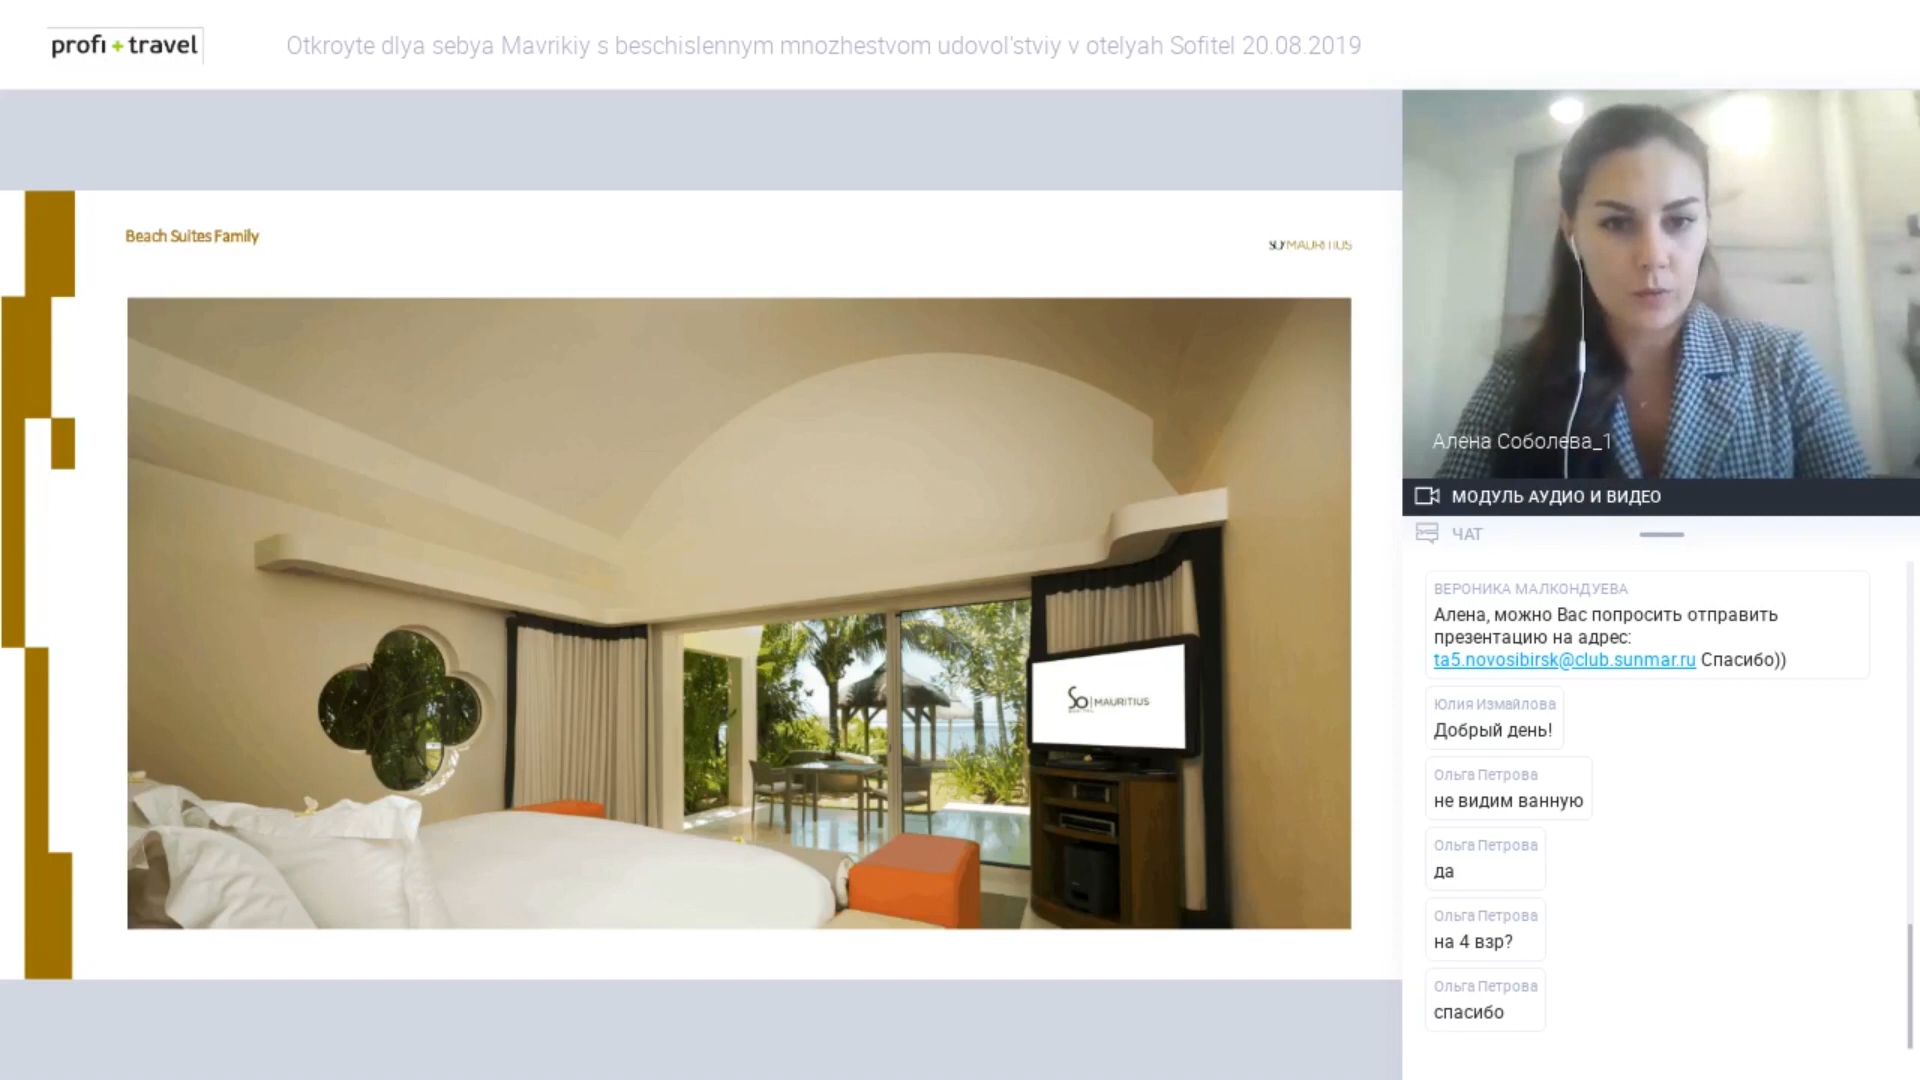 profi + travel
Otkroyte dlya sebya Mavrikiy s beschislennym mnozhestvom udovol'stviy v otelyah Sofitel 20.08.2019
Beach Suites Family
SO/ MAURITIUS
So | MAURITIUS
Алена Соболева_1
МОДУЛЬ АУДИО И ВИДЕО
ЧАТ
ВЕРОНИКА МАЛКОНДУЕВА
Алена, можно Вас попросить отправить
презентацию на адрес:
ta5.novosibirsk@club.sunmar.ru Спасибо))
Юлия Измайлова
Добрый день!
Ольга Петрова
не видим ванную
Ольга Петрова
да
Ольга Петрова
на 4 взр?
Ольга Петрова
спасибо